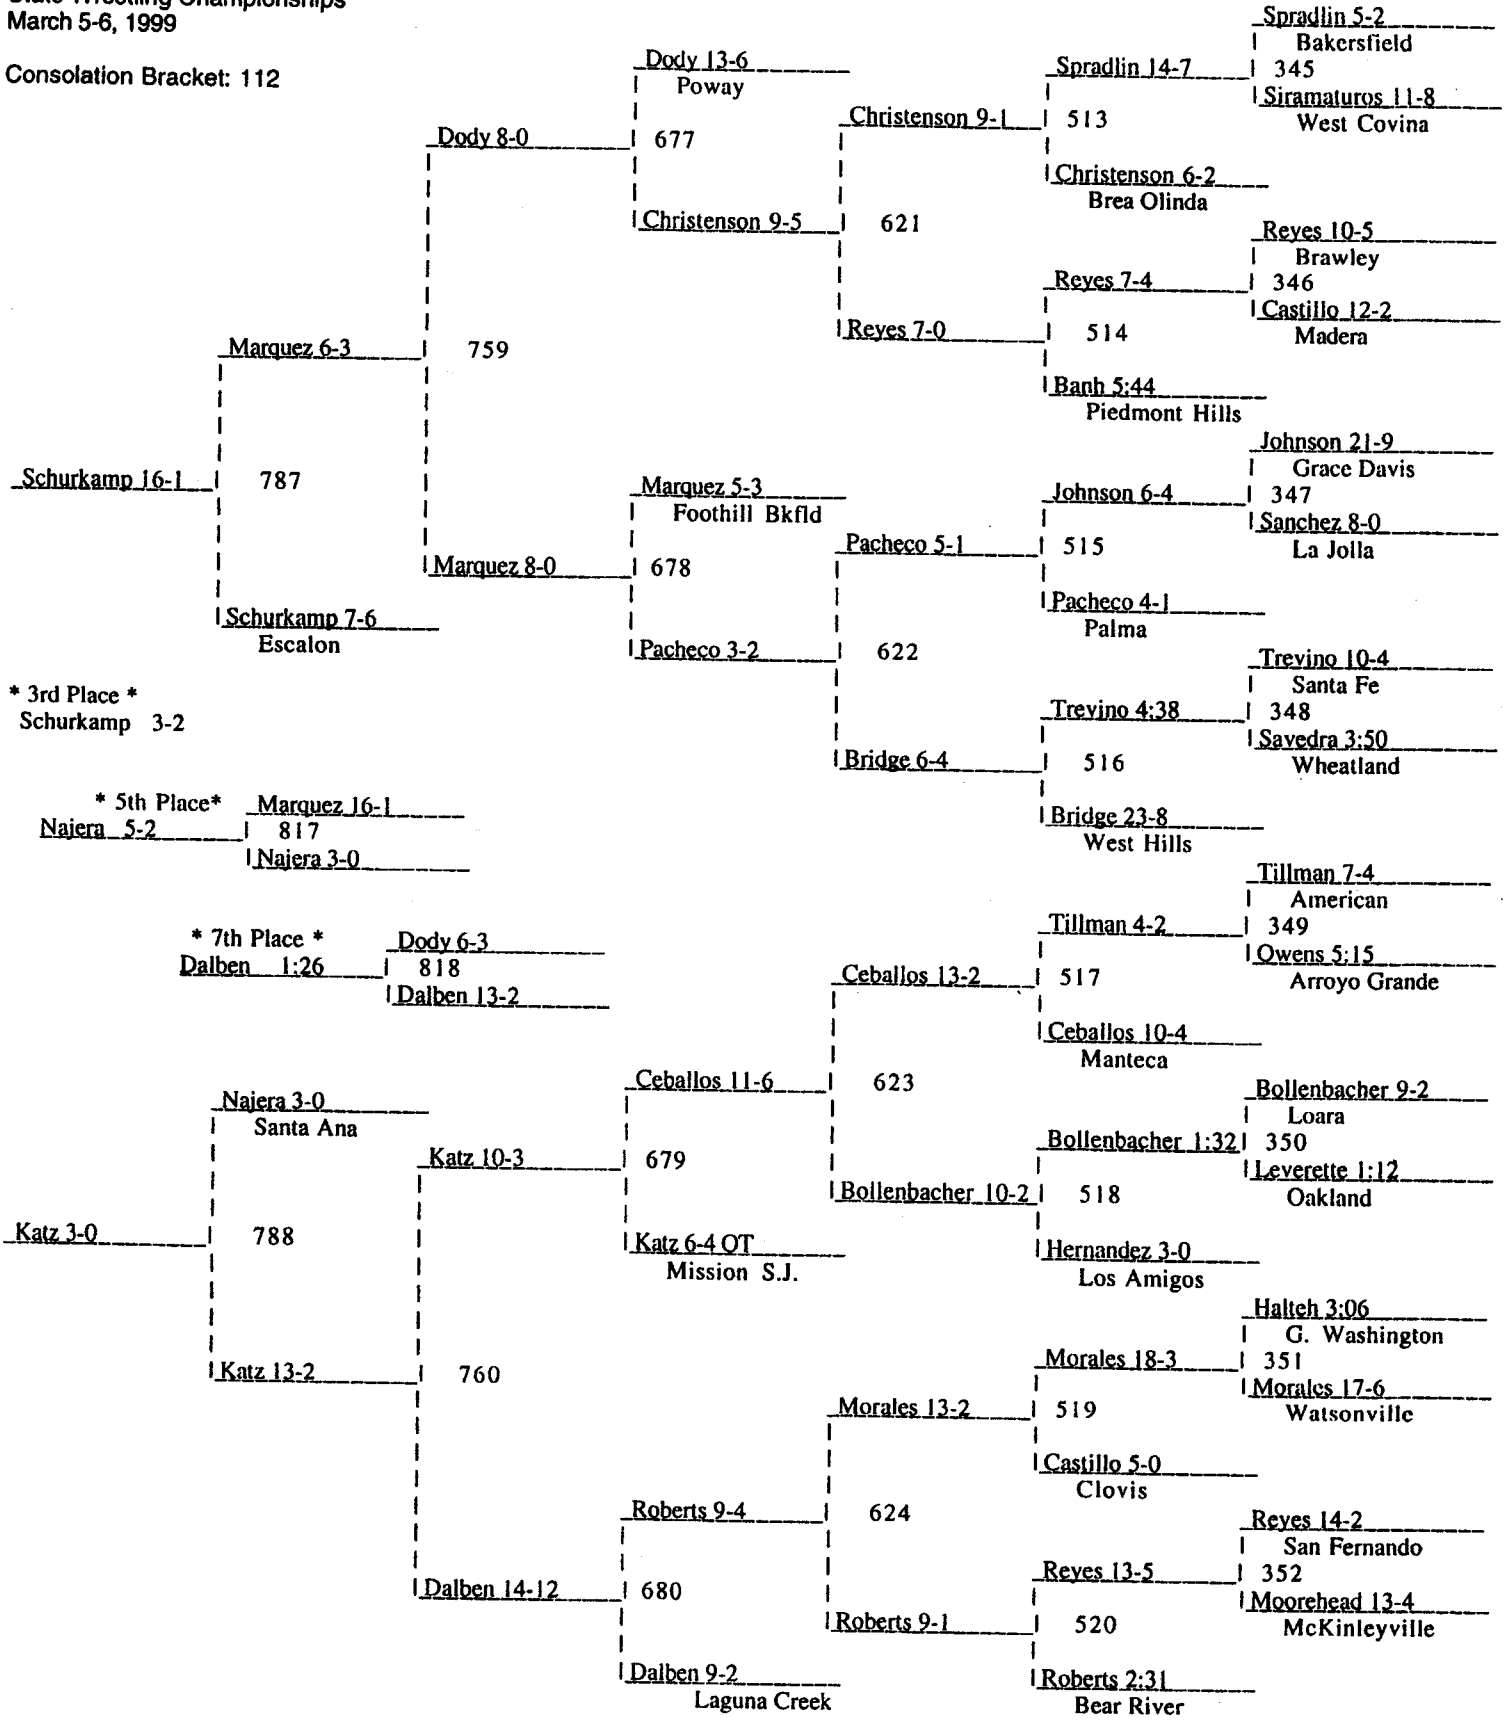 State Wrestling Championships
March 5-6, 1999
Consolation Bracket: 112
Spradlin 5-2
Bakersfield
345
Siramaturos 11-8
West Covina
Spradlin 14-7
513
Christenson 6-2
Brea Olinda
Christenson 9-1
621
Reyes 10-5
Brawley
346
Castillo 12-2
Madera
Reyes 7-4
514
Banh 5:44
Piedmont Hills
Reyes 7-0
Dody 13-6
Poway
677
Christenson 9-5
Dody 8-0
759
Johnson 21-9
Grace Davis
347
Sanchez 8-0
La Jolla
Johnson 6-4
515
Pacheco 4-1
Palma
Pacheco 5-1
622
Trevino 10-4
Santa Fe
348
Savedra 3:50
Wheatland
Trevino 4:38
516
Bridge 23-8
West Hills
Bridge 6-4
Marquez 5-3
Foothill Bkfld
678
Pacheco 3-2
Marquez 8-0
Marquez 6-3
787
Schurkamp 7-6
Escalon
Schurkamp 16-1
* 3rd Place *
Schurkamp 3-2
* 5th Place*
Najera 5-2
Marquez 16-1
817
Najera 3-0
* 7th Place *
Dalben 1:26
Dody 6-3
818
Dalben 13-2
Tillman 7-4
American
349
Owens 5:15
Arroyo Grande
Tillman 4-2
517
Ceballos 10-4
Manteca
Ceballos 13-2
623
Bollenbacher 9-2
Loara
350
Leverette 1:12
Oakland
Bollenbacher 1:32
518
Hernandez 3-0
Los Amigos
Bollenbacher 10-2
Ceballos 11-6
679
Katz 6-4 OT
Mission S.J.
Katz 10-3
760
Najera 3-0
Santa Ana
788
Katz 13-2
Katz 3-0
Halteh 3:06
G. Washington
351
Morales 17-6
Watsonville
Morales 18-3
519
Castillo 5-0
Clovis
Morales 13-2
624
Reyes 14-2
San Fernando
352
Moorehead 13-4
McKinleyville
Reyes 13-5
520
Roberts 2:31
Bear River
Roberts 9-1
Roberts 9-4
680
Dalben 9-2
Laguna Creek
Dalben 14-12